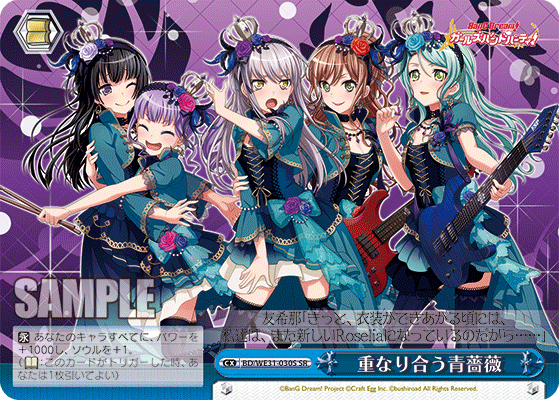 BanG Dream!
ガールズバンドパーティ!
SAMPLE
友希那「きっと、衣装ができあがる頃には、
私達は、また新しいRoseliaになっているのだから……」
永 あなたのキャラすべてに、パワーを
+1000し、ソウルを+1。
(:このカードがトリガーした時、あ
なたは1枚引いてよい)
CX BD/WE31-030S SR
重なり合う青薔薇
©BanG Dream! Project ©Craft Egg Inc. ©bushiroad All Rights Reserved.